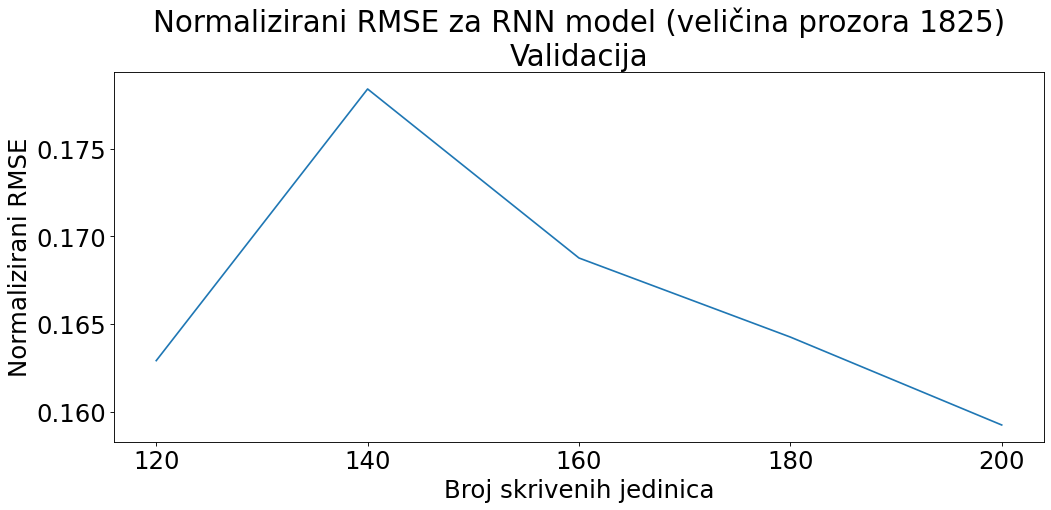 Normalizirani RMSE za RNN model (veličina prozora 1825)
Validacija
Normalizirani RMSE
0.175
0.170
0.165
0.160
120 140 160 180 200
Broj skrivenih jedinica